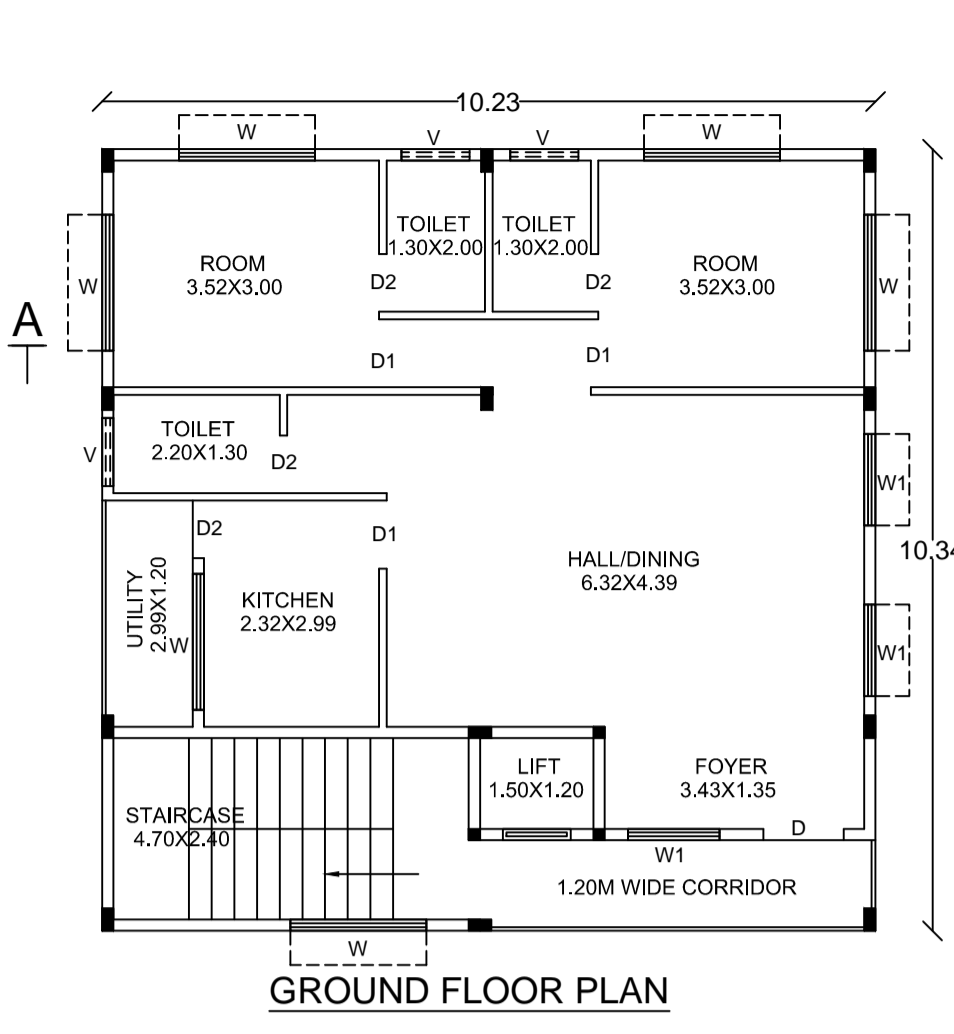 10.23
W
V
V
W
TOILET
1.30X2.00
TOILET
1.30X2.00
ROOM
3.52X3.00
ROOM
3.52X3.00
W
D2
D2
W
A
D1
D1
TOILET
2.20X1.30
V
D2
W1
D2
D1
10.34
HALL/DINING
6.32X4.39
UTILITY
2.99X1.20
KITCHEN
2.32X2.99
W
W1
LIFT
1.50X1.20
FOYER
3.43X1.35
STAIRCASE
4.70X2.40
D
W1
1.20M WIDE CORRIDOR
W
GROUND FLOOR PLAN